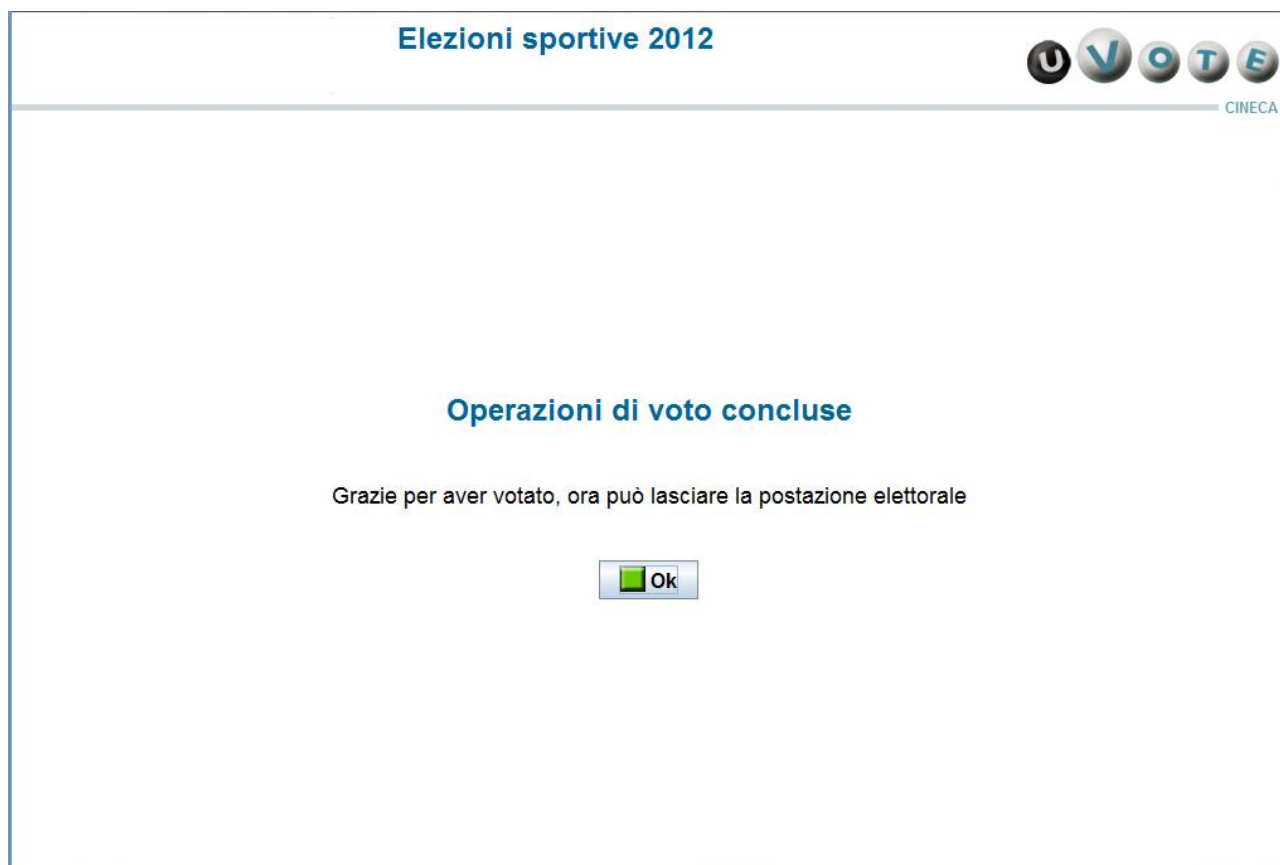 Elezioni sportive 2012
U VOTE
CINECA
Operazioni di voto concluse
Grazie per aver votato, ora può lasciare la postazione elettorale
Ok